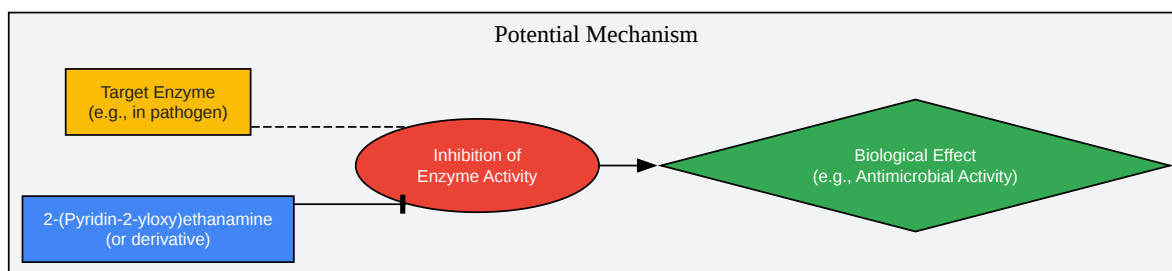 Potential Mechanism
Target Enzyme
(e.g., in pathogen)
Inhibition of
Enzyme Activity
Biological Effect
(e.g., Antimicrobial Activity)
2-(Pyridin-2-yloxy)ethanamine
(or derivative)